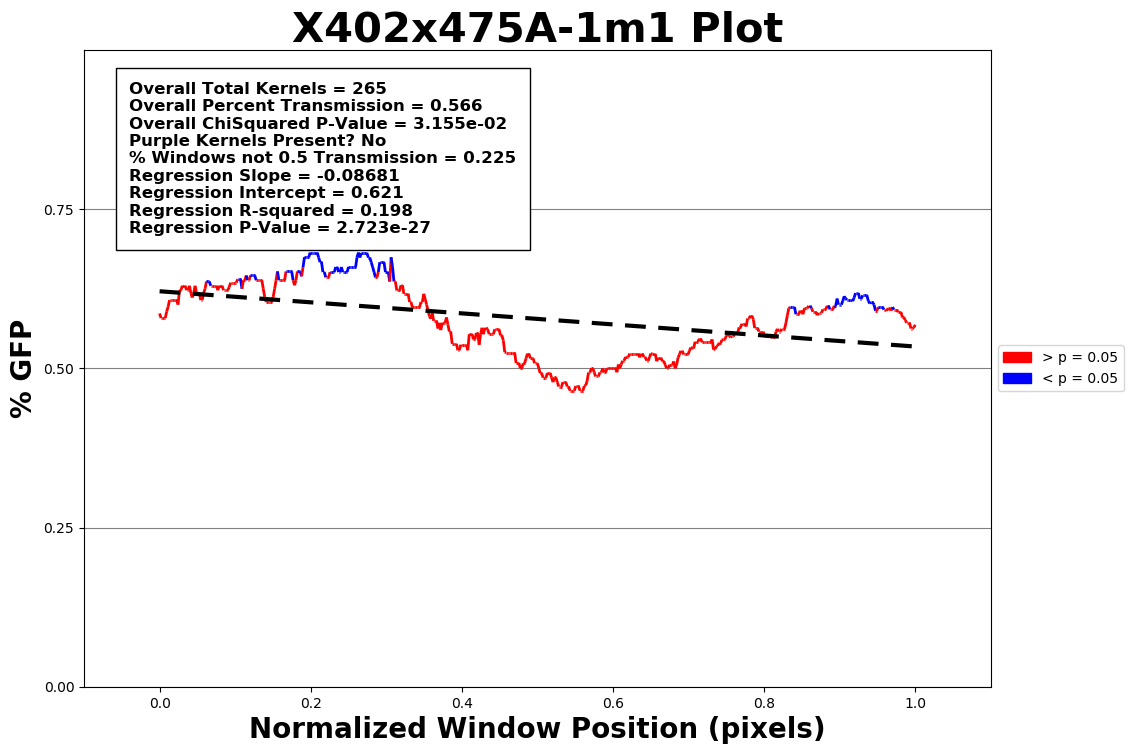 X402x475A-1m1 Plot
Overall Total Kernels = 265
Overall Percent Transmission = 0.566
Overall ChiSquared P-Value = 3.155e-02
Purple Kernels Present? No
% Windows not 0.5 Transmission = 0.225
Regression Slope = -0.08681
Regression Intercept = 0.621
Regression R-squared = 0.198
Regression P-Value = 2.723e-27
% GFP
0.75
0.50
0.25
0.00
> p = 0.05
< p = 0.05
0.0 0.2 0.4 0.6 0.8 1.0
Normalized Window Position (pixels)